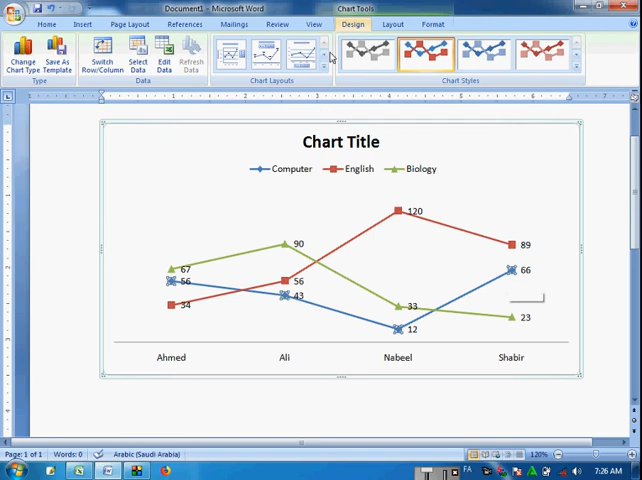 Document1 - Microsoft Word
Chart Tools
Home Insert Page Layout References Mailings Review View Design Layout Format
Change Chart Type
Save As Template
Switch Row/Column
Select Data
Edit Data
Refresh Data
Type Data Chart Layouts Chart Styles
Chart Title
Computer English Biology
120
90
89
67
66
56
56
43
34
33
23
12
Ahmed Ali Nabeel Shabir
Page: 1 of 1 Words: 0 Arabic (Saudi Arabia) 120%
FA 7:26 AM